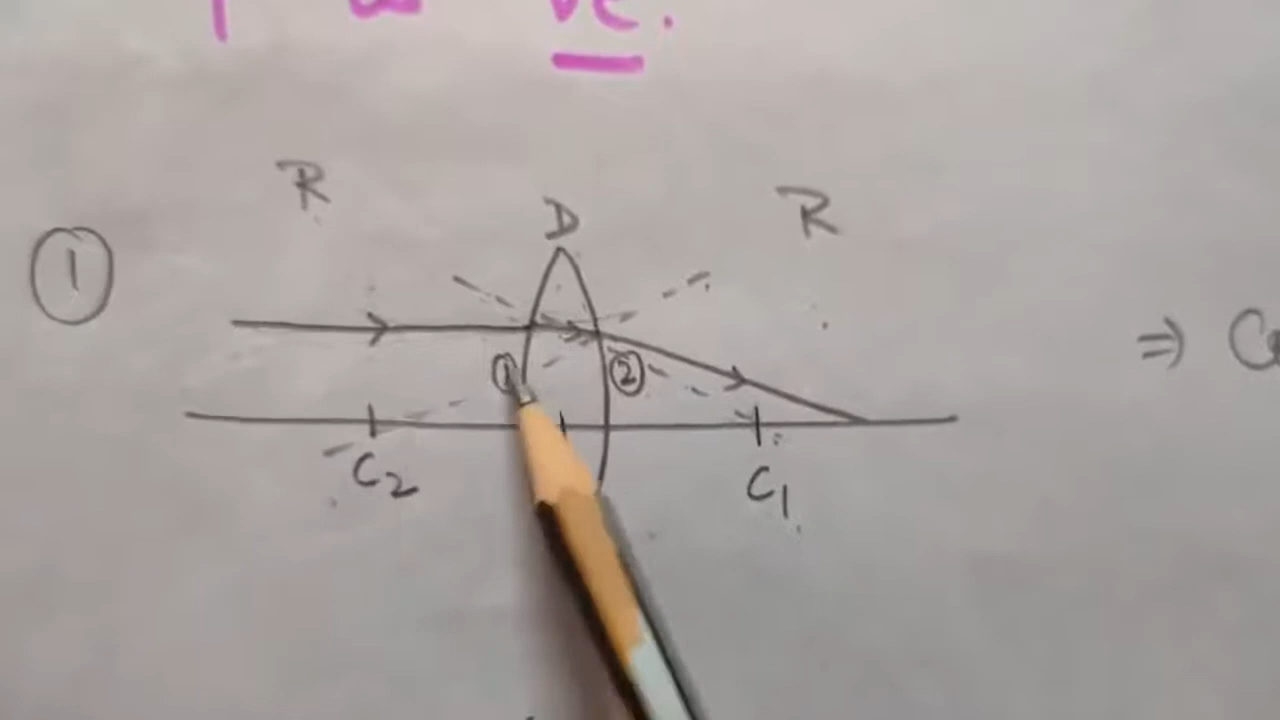 ve.
R
D
R
①
⇒
① ②
C₂
C₁